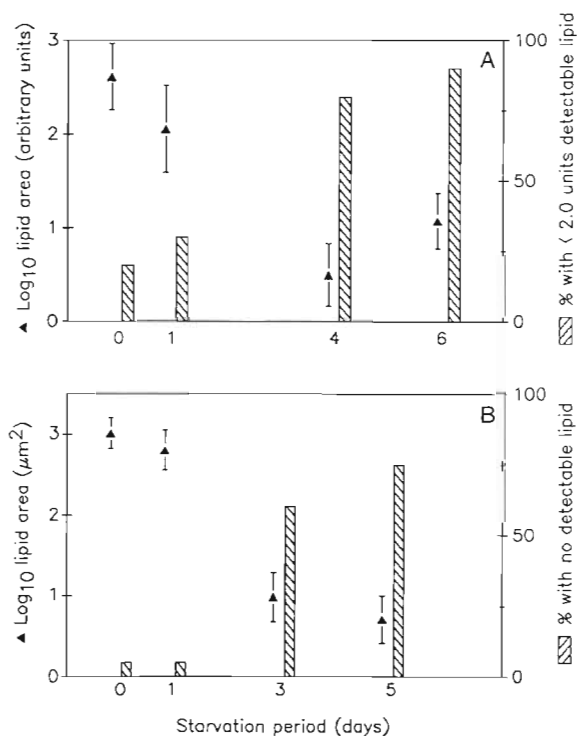 A
3
2
1
0
▲ Log10 lipid area (arbitrary units)
100
50
0
% with < 2.0 units detectable lipid
0 1 4 6
B
3
2
1
0
▲ Log10 lipid area (μm²)
100
50
0
% with no detectable lipid
0 1 3 5
Starvation period (days)